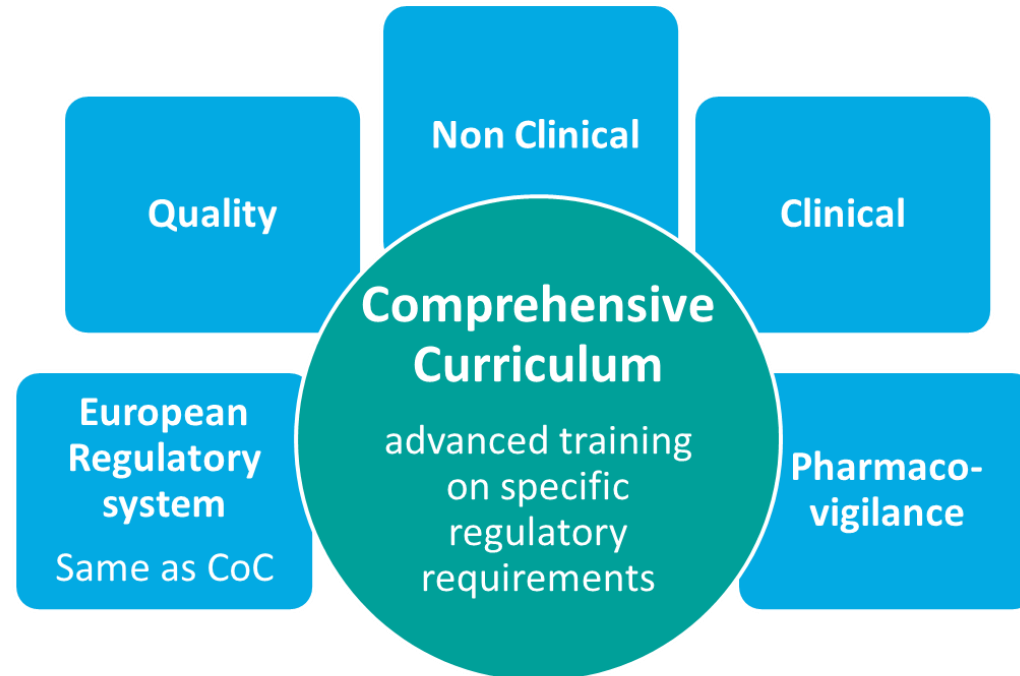 Non Clinical
Quality
Clinical
Comprehensive
Curriculum
advanced training
on specific
regulatory
requirements
European
Regulatory
system
Same as CoC
Pharmaco-
vigilance